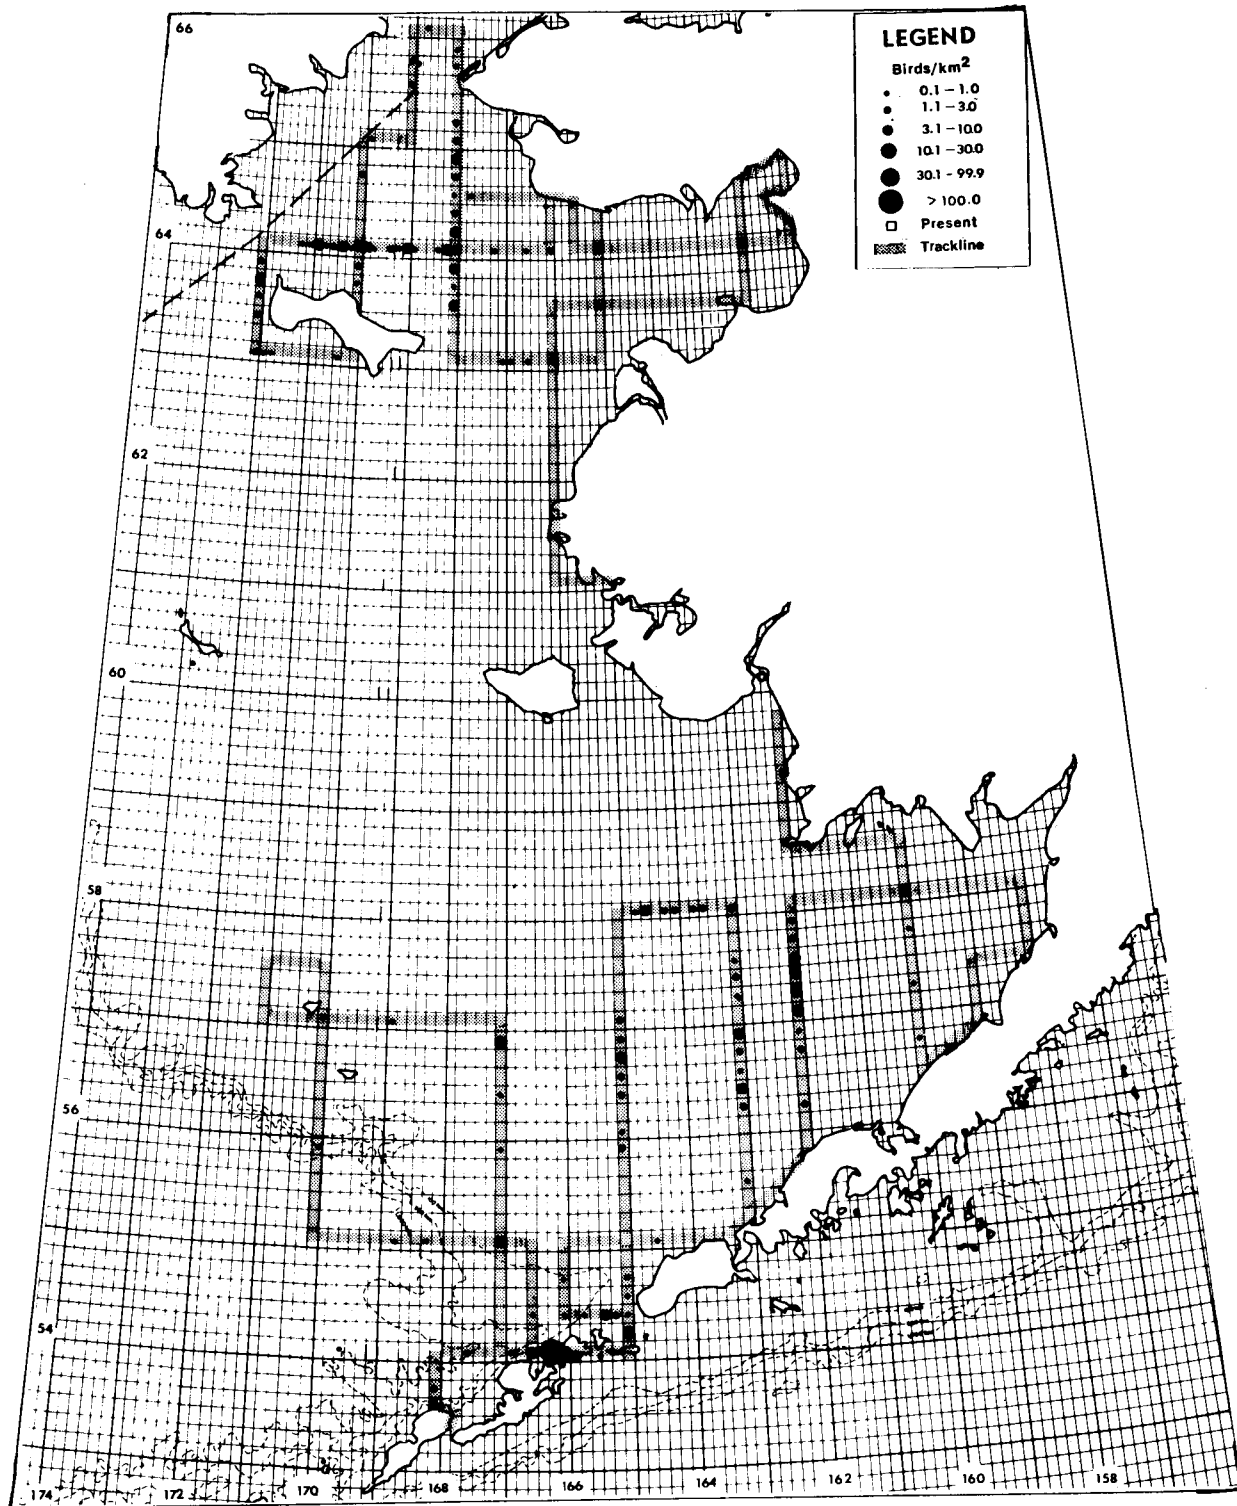 66
LEGEND
Birds/km2
0.1 – 1.0
1.1 – 3.0
3.1 – 10.0
10.1 – 30.0
30.1 – 99.9
> 100.0
Present
Trackline
64
62
60
58
56
54
174 172 170 168 166 164 162 160 158